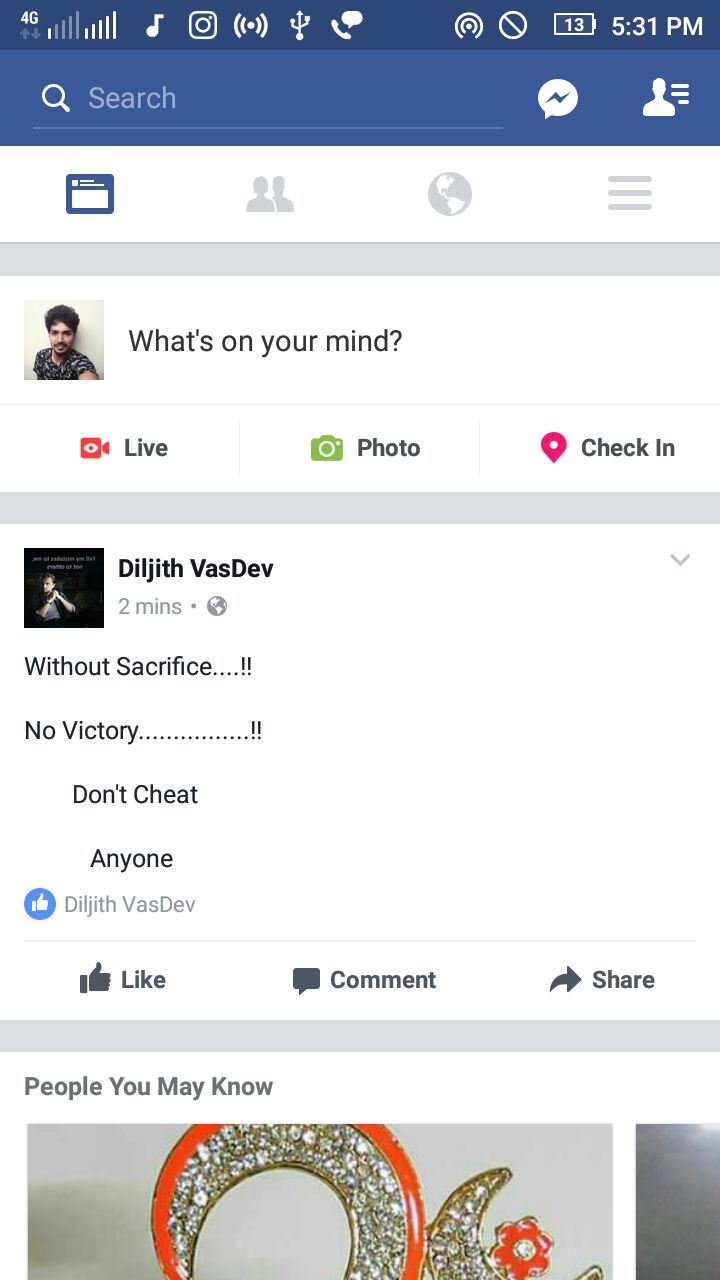 4G 13 5:31 PM
Search
What's on your mind?
Live Photo Check In
Diljith VasDev
2 mins •
Without Sacrifice....!!
No Victory................!!
Don't Cheat
Anyone
Diljith VasDev
Like Comment Share
People You May Know